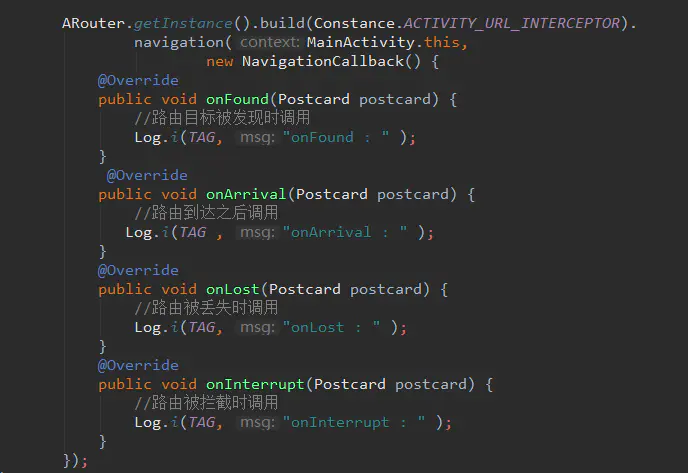 ARouter.getInstance().build(Constance.ACTIVITY_URL_INTERCEPTOR).
navigation( context: MainActivity.this,
new NavigationCallback() {
@Override
public void onFound(Postcard postcard) {
//路由目标被发现时调用
Log.i(TAG, msg: "onFound : " );
}
@Override
public void onArrival(Postcard postcard) {
//路由到达之后调用
Log.i(TAG , msg: "onArrival : " );
}
@Override
public void onLost(Postcard postcard) {
//路由被丢失时调用
Log.i(TAG, msg: "onLost : " );
}
@Override
public void onInterrupt(Postcard postcard) {
//路由被拦截时调用
Log.i(TAG, msg: "onInterrupt : " );
}
});